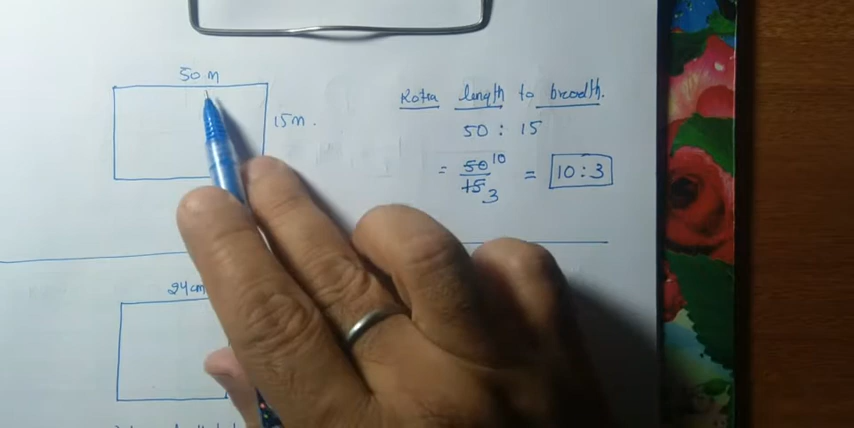 50 m
15m.
Ratio length to breadth.
50 : 15
= 50/15 10 3 = 10:3
24cm